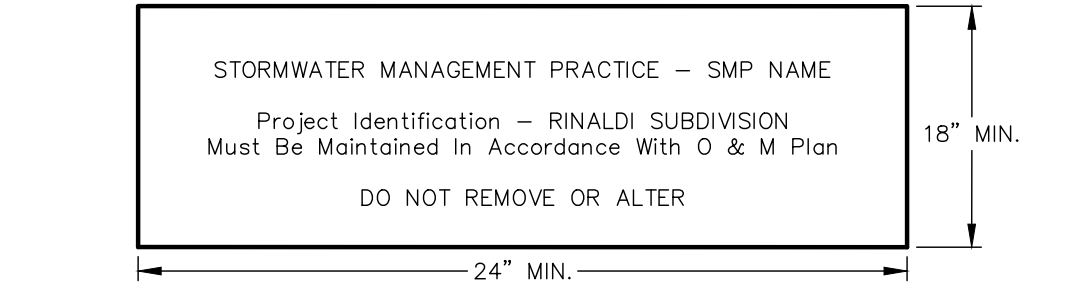 STORMWATER MANAGEMENT PRACTICE – SMP NAME
Project Identification – RINALDI SUBDIVISION
Must Be Maintained In Accordance With O & M Plan
DO NOT REMOVE OR ALTER
18" MIN.
24" MIN.